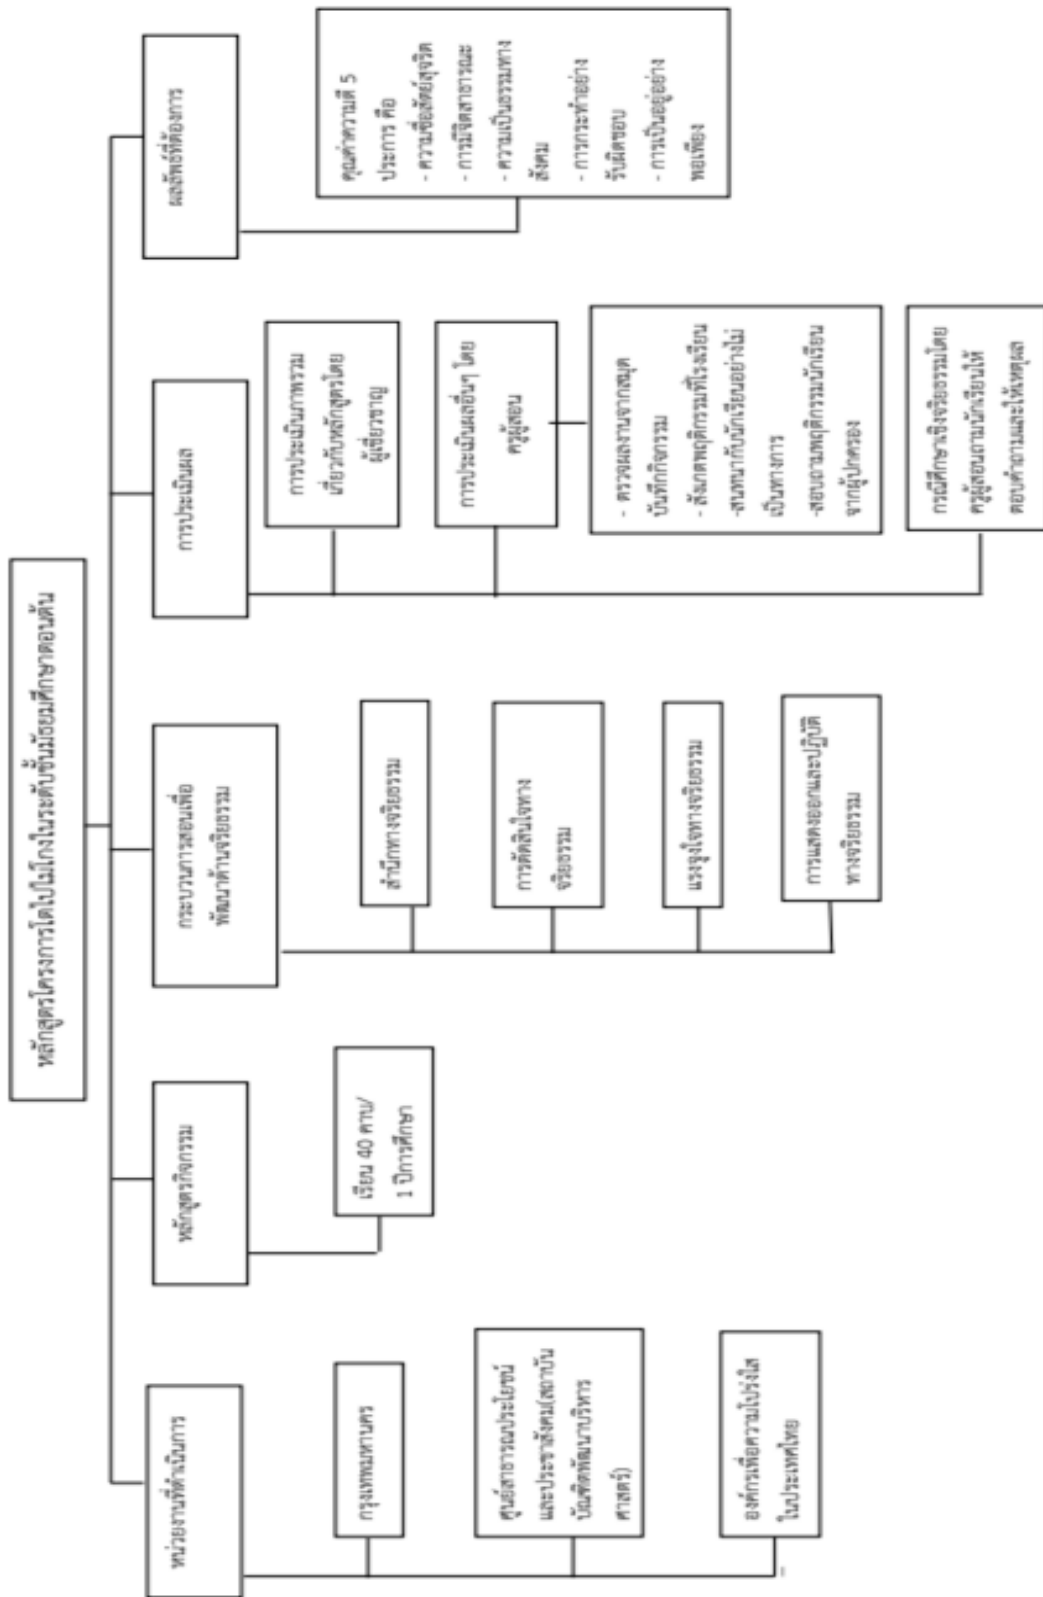 หลักสูตรโครงการโตไปไม่โกงในระดับชั้นมัธยมศึกษาตอนต้น
หน่วยงานที่ดำเนินการ
กรุงเทพมหานคร
ศูนย์สาธารณประโยชน์
และประชาสังคม(สถาบัน
บัณฑิตพัฒนาบริหาร
ศาสตร์)
องค์กรเพื่อความโปร่งใส
ในประเทศไทย
หลักสูตรกิจกรรม
เรียน 40 คาบ/
1 ปีการศึกษา
กระบวนการสอนเพื่อ
พัฒนาด้านจริยธรรม
สำนึกทางจริยธรรม
การตัดสินใจทาง
จริยธรรม
แรงจูงใจทางจริยธรรม
การแสดงออกและปฏิบัติ
ทางจริยธรรม
การประเมินผล
การประเมินภาพรวม
เกี่ยวกับหลักสูตรโดย
ผู้เชี่ยวชาญ
การประเมินผลอื่นๆ โดย
ครูผู้สอน
- ตรวจผลงานจากสมุด
บันทึกกิจกรรม
- สังเกตพฤติกรรมที่โรงเรียน
-สนทนากับนักเรียนอย่างไม่
เป็นทางการ
-สอบถามพฤติกรรมนักเรียน
จากผู้ปกครอง
กรณีศึกษาเชิงจริยธรรมโดย
ครูผู้สอนถามนักเรียนให้
ตอบคำถามและให้เหตุผล
ผลลัพธ์ที่ต้องการ
คุณค่าความดี 5
ประการ คือ
- ความซื่อสัตย์สุจริต
- การมีจิตสาธารณะ
- ความเป็นธรรมทาง
สังคม
- การกระทำอย่าง
รับผิดชอบ
- การเป็นอยู่อย่าง
พอเพียง